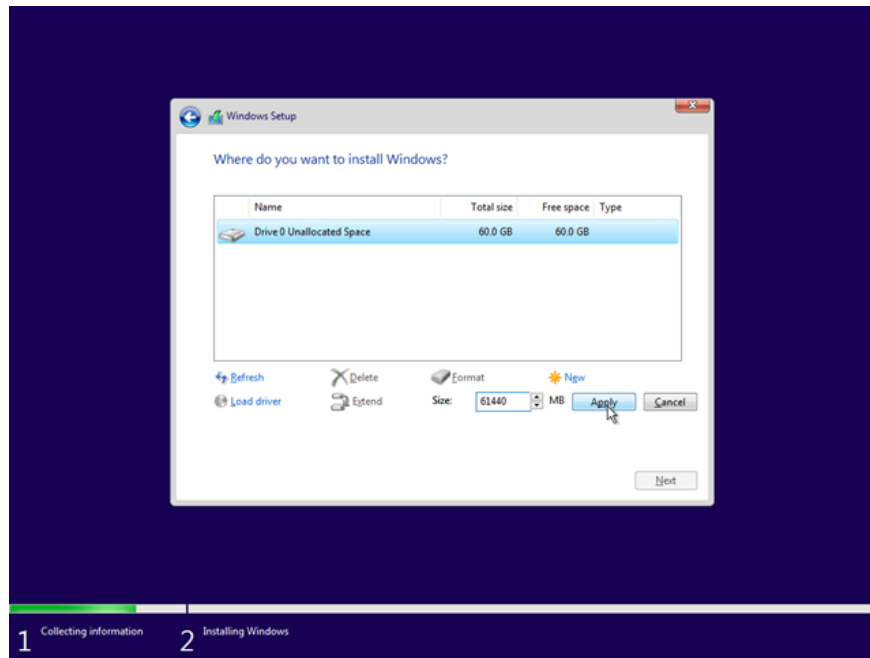 Windows Setup
Where do you want to install Windows?
Name Total size Free space Type
Drive 0 Unallocated Space 60.0 GB 60.0 GB
Refresh Delete Format New
Load driver Extend Size: 61440 MB Apply Cancel
Next
1 Collecting information 2 Installing Windows